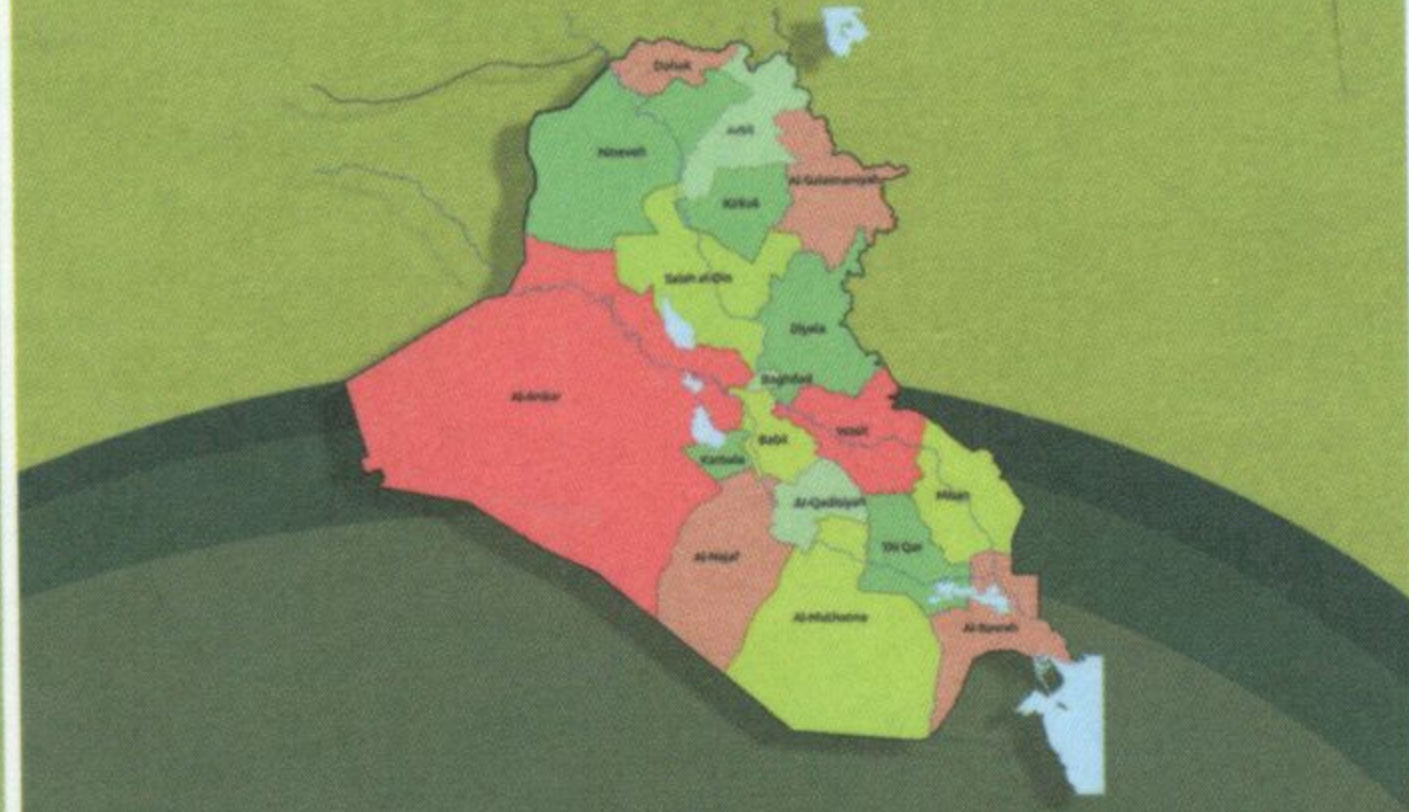 Dohuk
Arbil
Nineveh
Al-Sulaimaniyah
Kirkuk
Salah al-Din
Diyala
Baghdad
Al-Anbar
Wasit
Babil
Karbala
Misan
Al-Qadisiyah
Thi Qar
Al-Najaf
Al-Muthanna
Al-Basrah